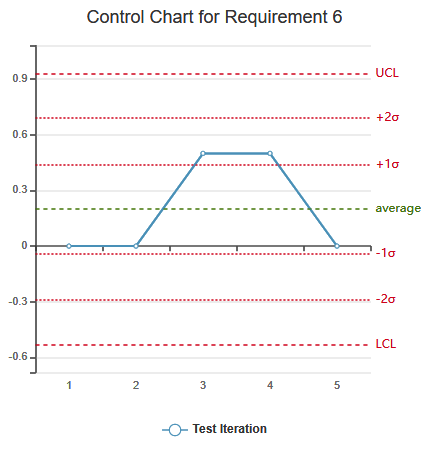 Control Chart for Requirement 6
UCL
0.9
+2σ
0.6
+1σ
0.3
average
0
-1σ
-2σ
-0.3
LCL
-0.6
1 2 3 4 5
Test Iteration